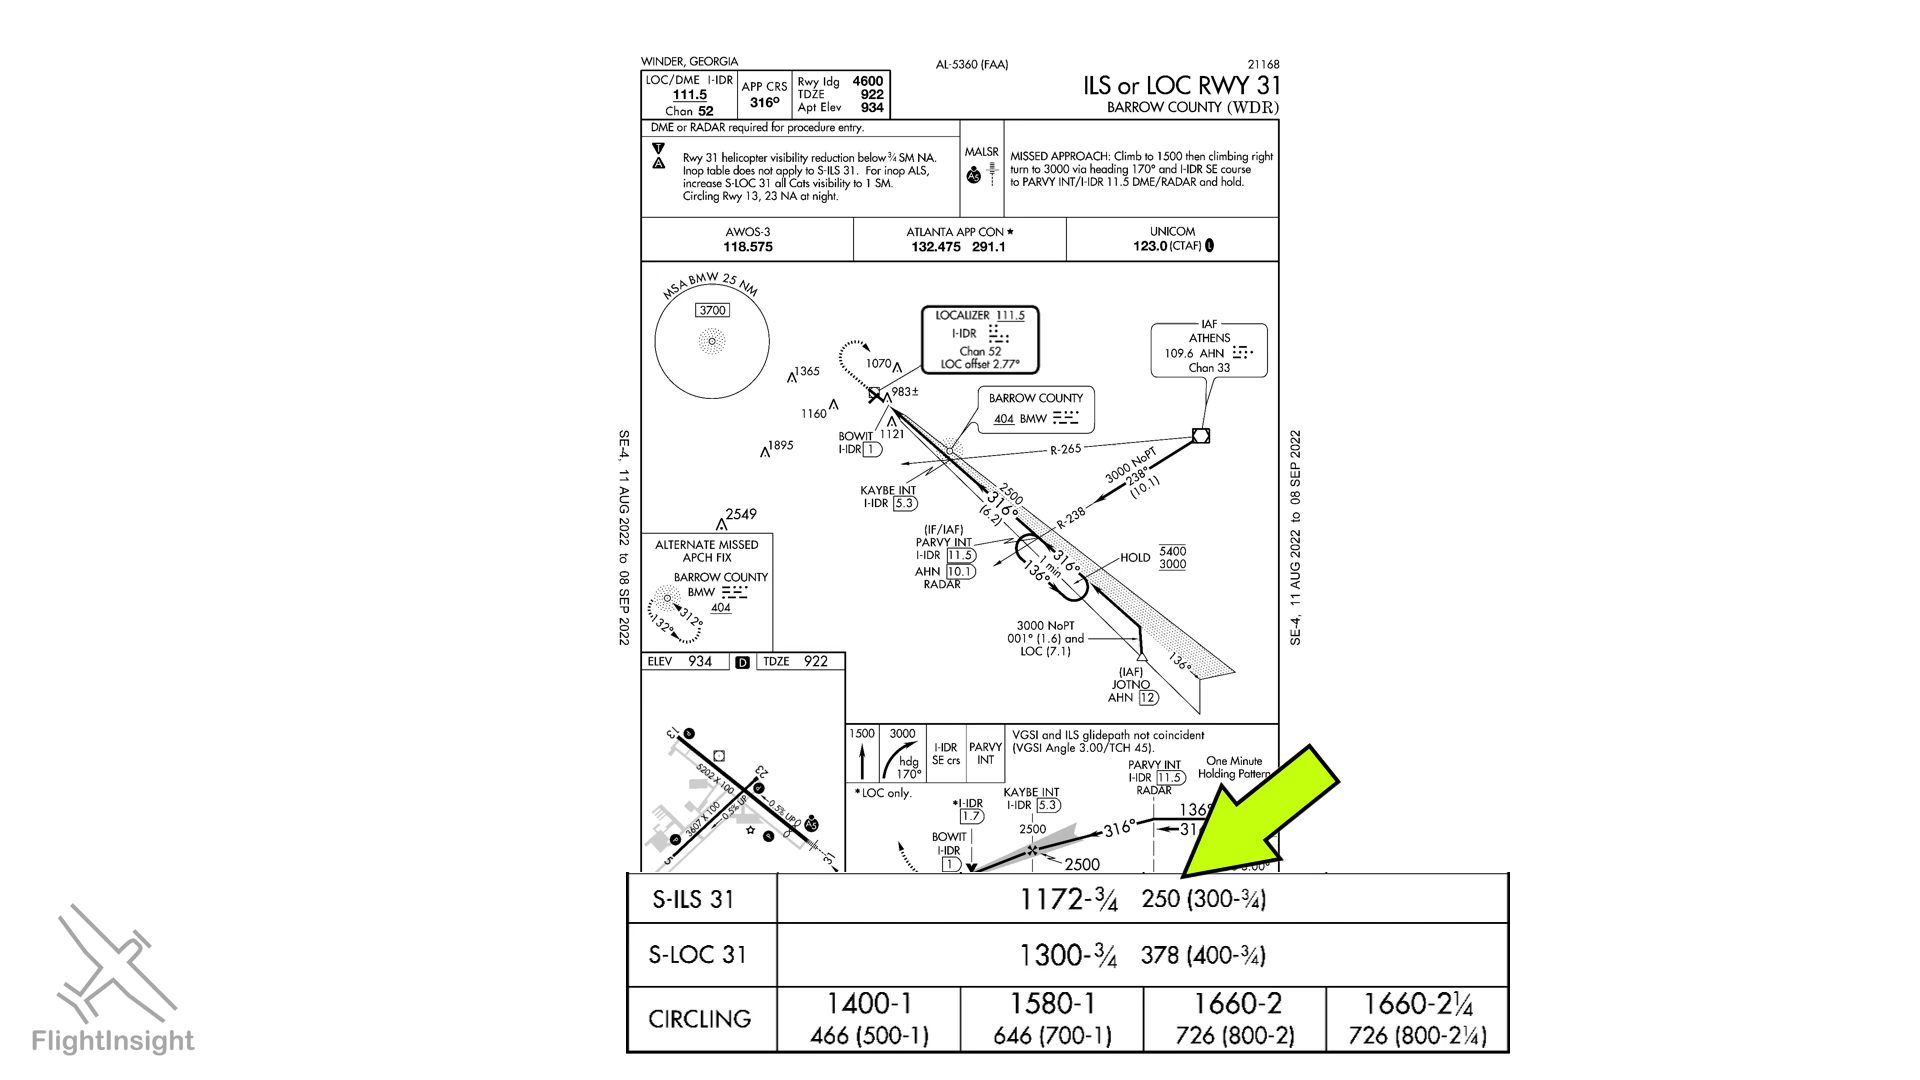 WINDER, GEORGIA
AL-5360 (FAA)
21168
LOC/DME I-IDR
111.5
Chan 52
APP CRS
316°
Rwy Idg 4600
TDZE 922
Apt Elev 934
ILS or LOC RWY 31
BARROW COUNTY (WDR)
DME or RADAR required for procedure entry.
T
A
Rwy 31 helicopter visibility reduction below ¾ SM NA.
Inop table does not apply to S-ILS 31. For inop ALS,
increase S-LOC 31 all Cats visibility to 1 SM.
Circling Rwy 13, 23 NA at night.
MALSR
A5
MISSED APPROACH: Climb to 1500 then climbing right
turn to 3000 via heading 170° and I-IDR SE course
to PARVY INT/I-IDR 11.5 DME/RADAR and hold.
AWOS-3
118.575
ATLANTA APP CON *
132.475 291.1
UNICOM
123.0 (CTAF) L
MSA BMW 25 NM
3700
LOCALIZER 111.5
I-IDR
Chan 52
LOC offset 2.77°
IAF
ATHENS
109.6 AHN
Chan 33
1070
1365
983±
1160
1121
1895
2549
BARROW COUNTY
404 BMW
BOWIT
I-IDR 1
R-265
3000 NoPT
238°
(10.1)
KAYBE INT
I-IDR 5.3
2500
316°
(6.2)
R-238
(IF/IAF)
PARVY INT
I-IDR 11.5
AHN 10.1
RADAR
316°
1 min
136°
HOLD 5400
3000
3000 NoPT
001° (1.6) and
LOC (7.1)
136°
(IAF)
JOTNO
AHN 12
SE-4, 11 AUG 2022 to 08 SEP 2022
SE-4, 11 AUG 2022 to 08 SEP 2022
ALTERNATE MISSED
APCH FIX
BARROW COUNTY
BMW
404
312°
132°
ELEV 934
D
TDZE 922
13
23
5202 X 100
0.5% UP
3607 X 100
0.5% UP
A5
5
31
1500
3000
hdg
170°
I-IDR
SE crs
PARVY
INT
VGSI and ILS glidepath not coincident
(VGSI Angle 3.00/TCH 45).
*LOC only.
PARVY INT
I-IDR 11.5
RADAR
One Minute
Holding Pattern
KAYBE INT
I-IDR 5.3
*I-IDR
1.7
BOWIT
I-IDR
1
2500
316°
2500
136°
S-ILS 31
1172-¾ 250 (300-¾)
S-LOC 31
1300-¾ 378 (400-¾)
CIRCLING
1400-1
466 (500-1)
1580-1
646 (700-1)
1660-2
726 (800-2)
1660-2¼
726 (800-2¼)
FlightInsight